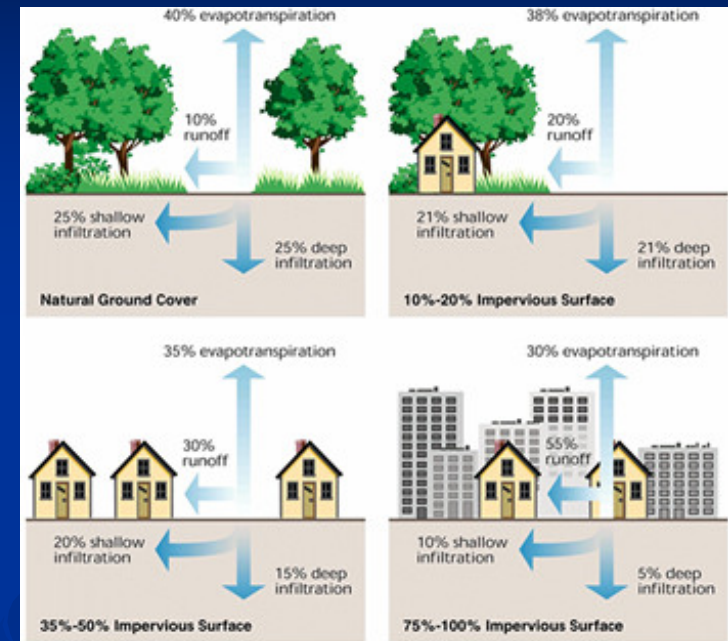 40% evapotranspiration
10%
runoff
25% shallow
infiltration
25% deep
infiltration
Natural Ground Cover
38% evapotranspiration
20%
runoff
21% shallow
infiltration
21% deep
infiltration
10%-20% Impervious Surface
35% evapotranspiration
30%
runoff
20% shallow
infiltration
15% deep
infiltration
35%-50% Impervious Surface
30% evapotranspiration
55%
runoff
10% shallow
infiltration
5% deep
infiltration
75%-100% Impervious Surface